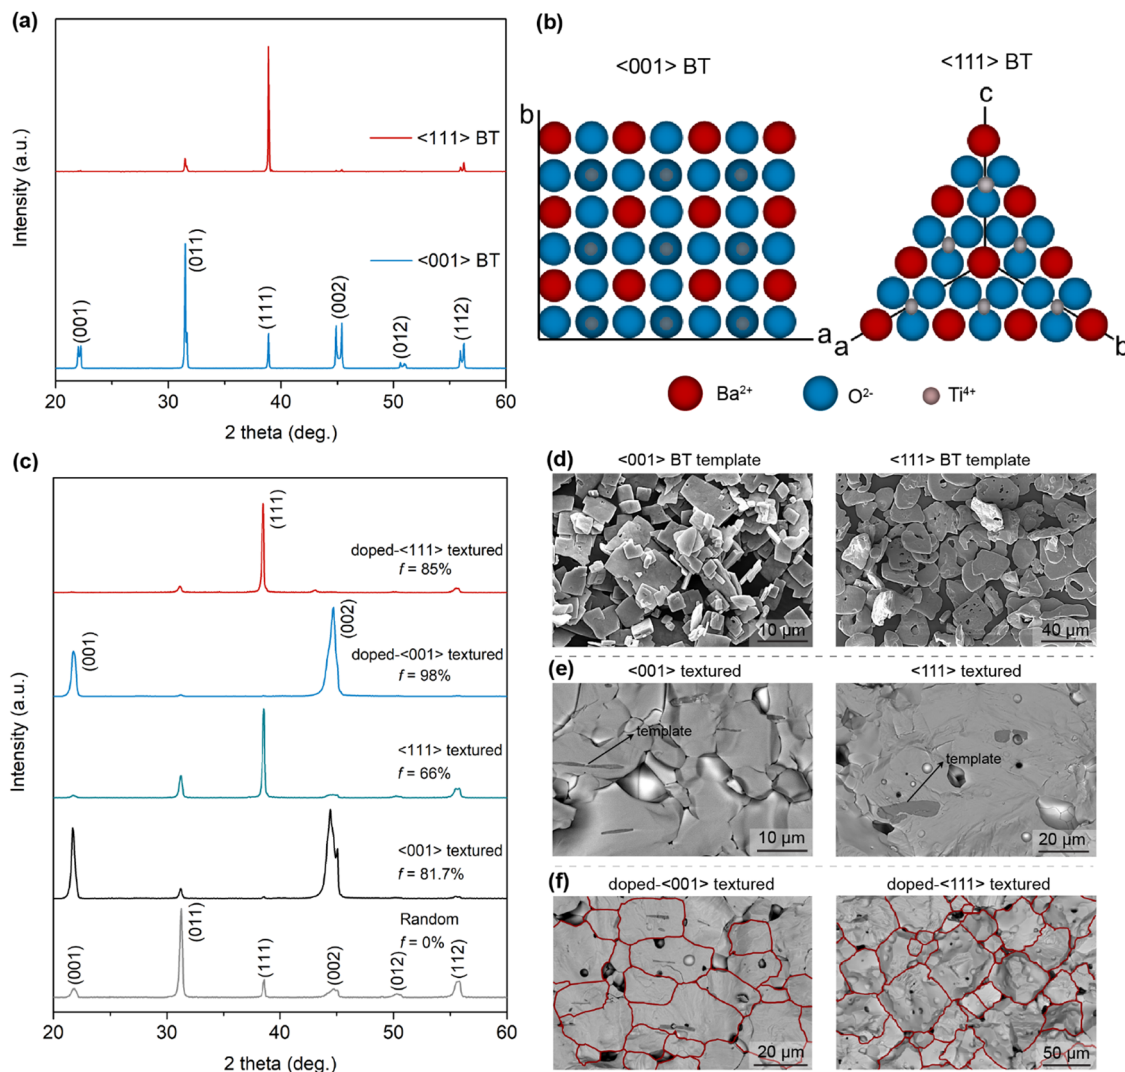 (a)
Intensity (a.u.)
<111> BT
<001> BT
(001)
(011)
(111)
(002)
(012)
(112)
20 30 40 50 60
2 theta (deg.)
(b)
<001> BT
<111> BT
b
a
c
a
b
Ba²⁺
O²⁻
Ti⁴⁺
(c)
Intensity (a.u.)
(111)
doped-<111> textured
f = 85%
(001)
(002)
doped-<001> textured
f = 98%
<111> textured
f = 66%
<001> textured
f = 81.7%
Random
f = 0%
(001)
(011)
(111)
(002)
(012)
(112)
20 30 40 50 60
2 theta (deg.)
(d)
<001> BT template
<111> BT template
10 µm
40 µm
(e)
<001> textured
<111> textured
template
template
10 µm
20 µm
(f)
doped-<001> textured
doped-<111> textured
20 µm
50 µm